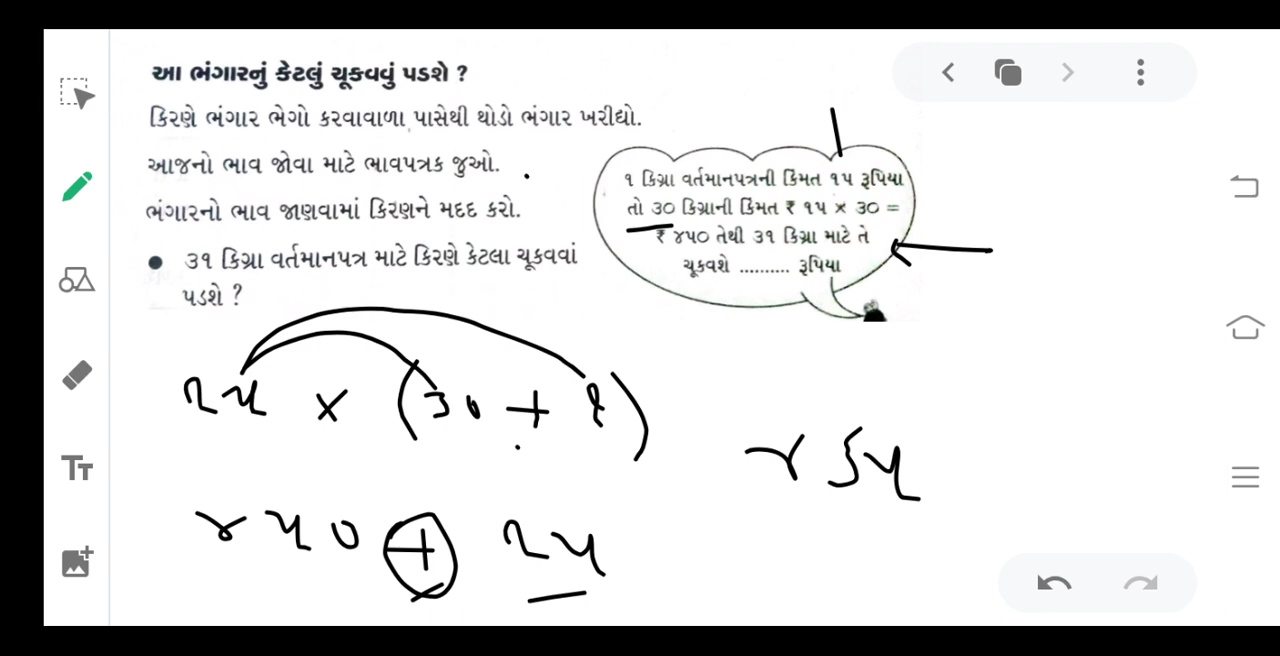 આ ભંગારનું કેટલું ચૂકવવું પડશે ?
કિરણે ભંગાર ભેગો કરવાવાળા પાસેથી થોડો ભંગાર ખરીદ્યો.
આજનો ભાવ જોવા માટે ભાવપત્રક જુઓ.
ભંગારનો ભાવ જાણવામાં કિરણને મદદ કરો.
● ૩૧ કિગ્રા વર્તમાનપત્ર માટે કિરણે કેટલા ચૂકવવાં
પડશે ?
૧ કિગ્રા વર્તમાનપત્રની કિંમત ૧૫ રૂપિયા
તો ૩૦ કિગ્રાની કિંમત ₹ ૧૫ × ૩૦ =
₹ ૪૫૦ તેથી ૩૧ કિગ્રા માટે તે
ચૂકવશે .......... રૂપિયા
૧૫ × (૩૦ + ૧)
૪૬૫
૪૫૦ + ૧૫
TT